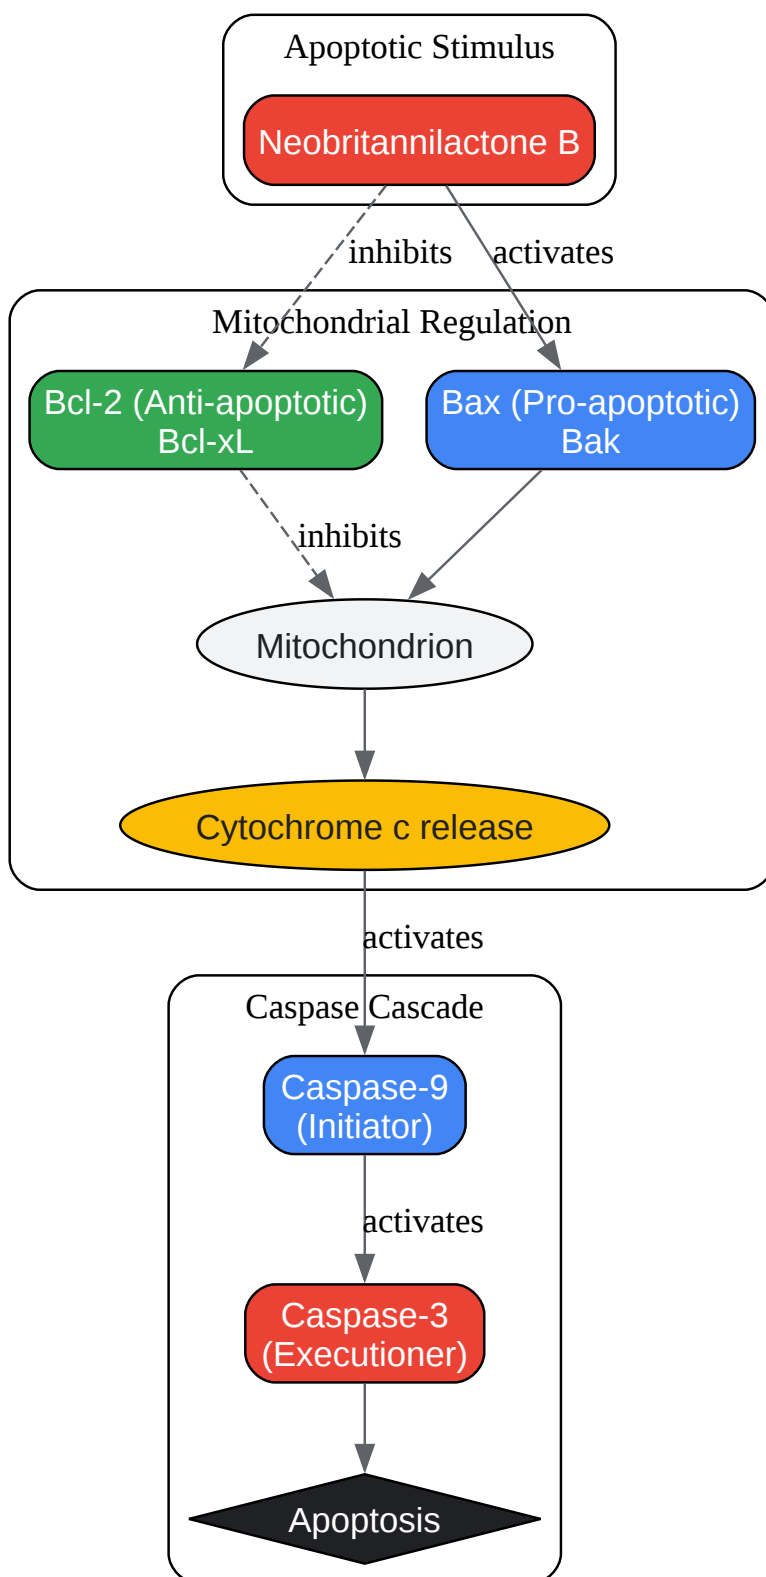 Apoptotic Stimulus
Neobritannilactone B
inhibits
activates
Mitochondrial Regulation
Bcl-2 (Anti-apoptotic)
Bcl-xL
Bax (Pro-apoptotic)
Bak
inhibits
Mitochondrion
Cytochrome c release
activates
Caspase Cascade
Caspase-9
(Initiator)
activates
Caspase-3
(Executioner)
Apoptosis